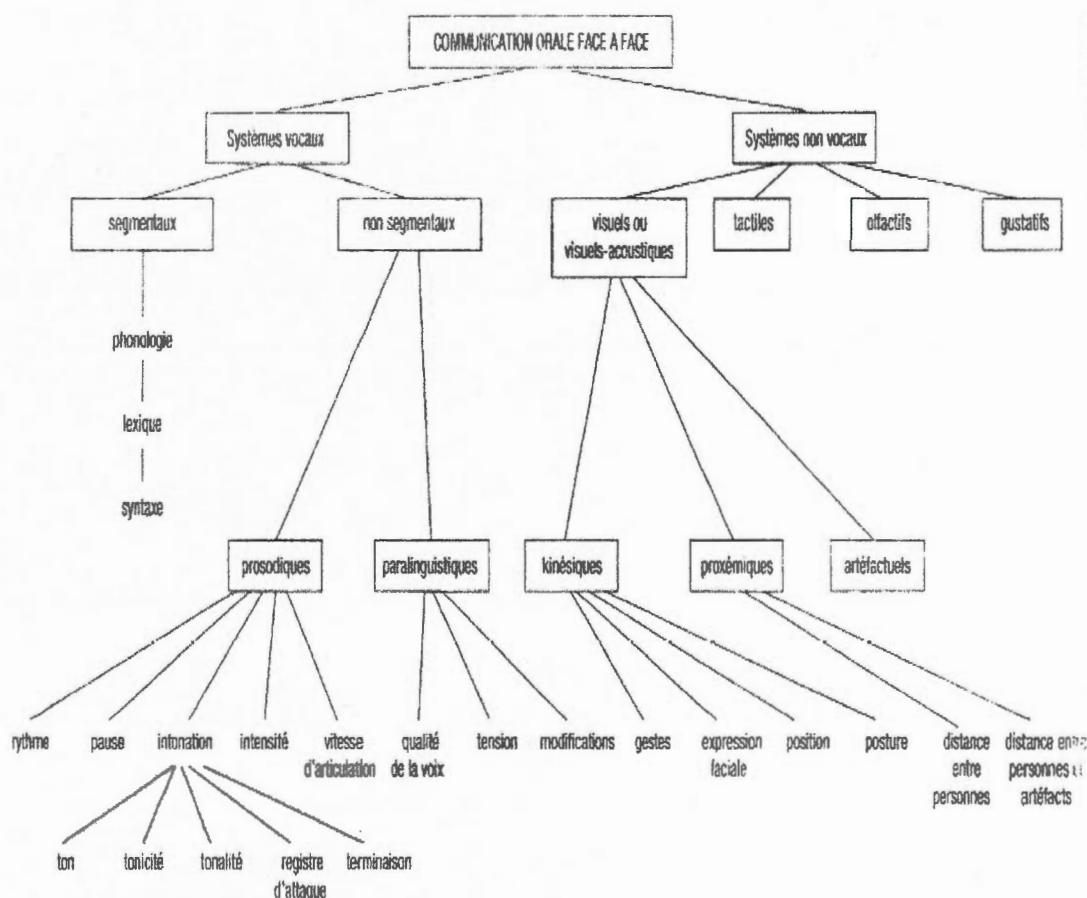 COMMUNICATION ORALE FACE A FACE
Systèmes vocaux
Systèmes non vocaux
segmentaux
non segmentaux
visuels ou
visuels-acoustiques
tactiles
olfactifs
gustatifs
phonologie
lexique
syntaxe
prosodiques
paralinguistiques
kinésiques
proxémiques
artéfactuels
rythme
pause
intonation
intensité
vitesse
d'articulation
qualité
de la voix
tension
modifications
gestes
expression
faciale
position
posture
distance
entre
personnes
distance entre
personnes
artéfacts
ton
tonicité
tonalité
registre
d'attaque
terminaison